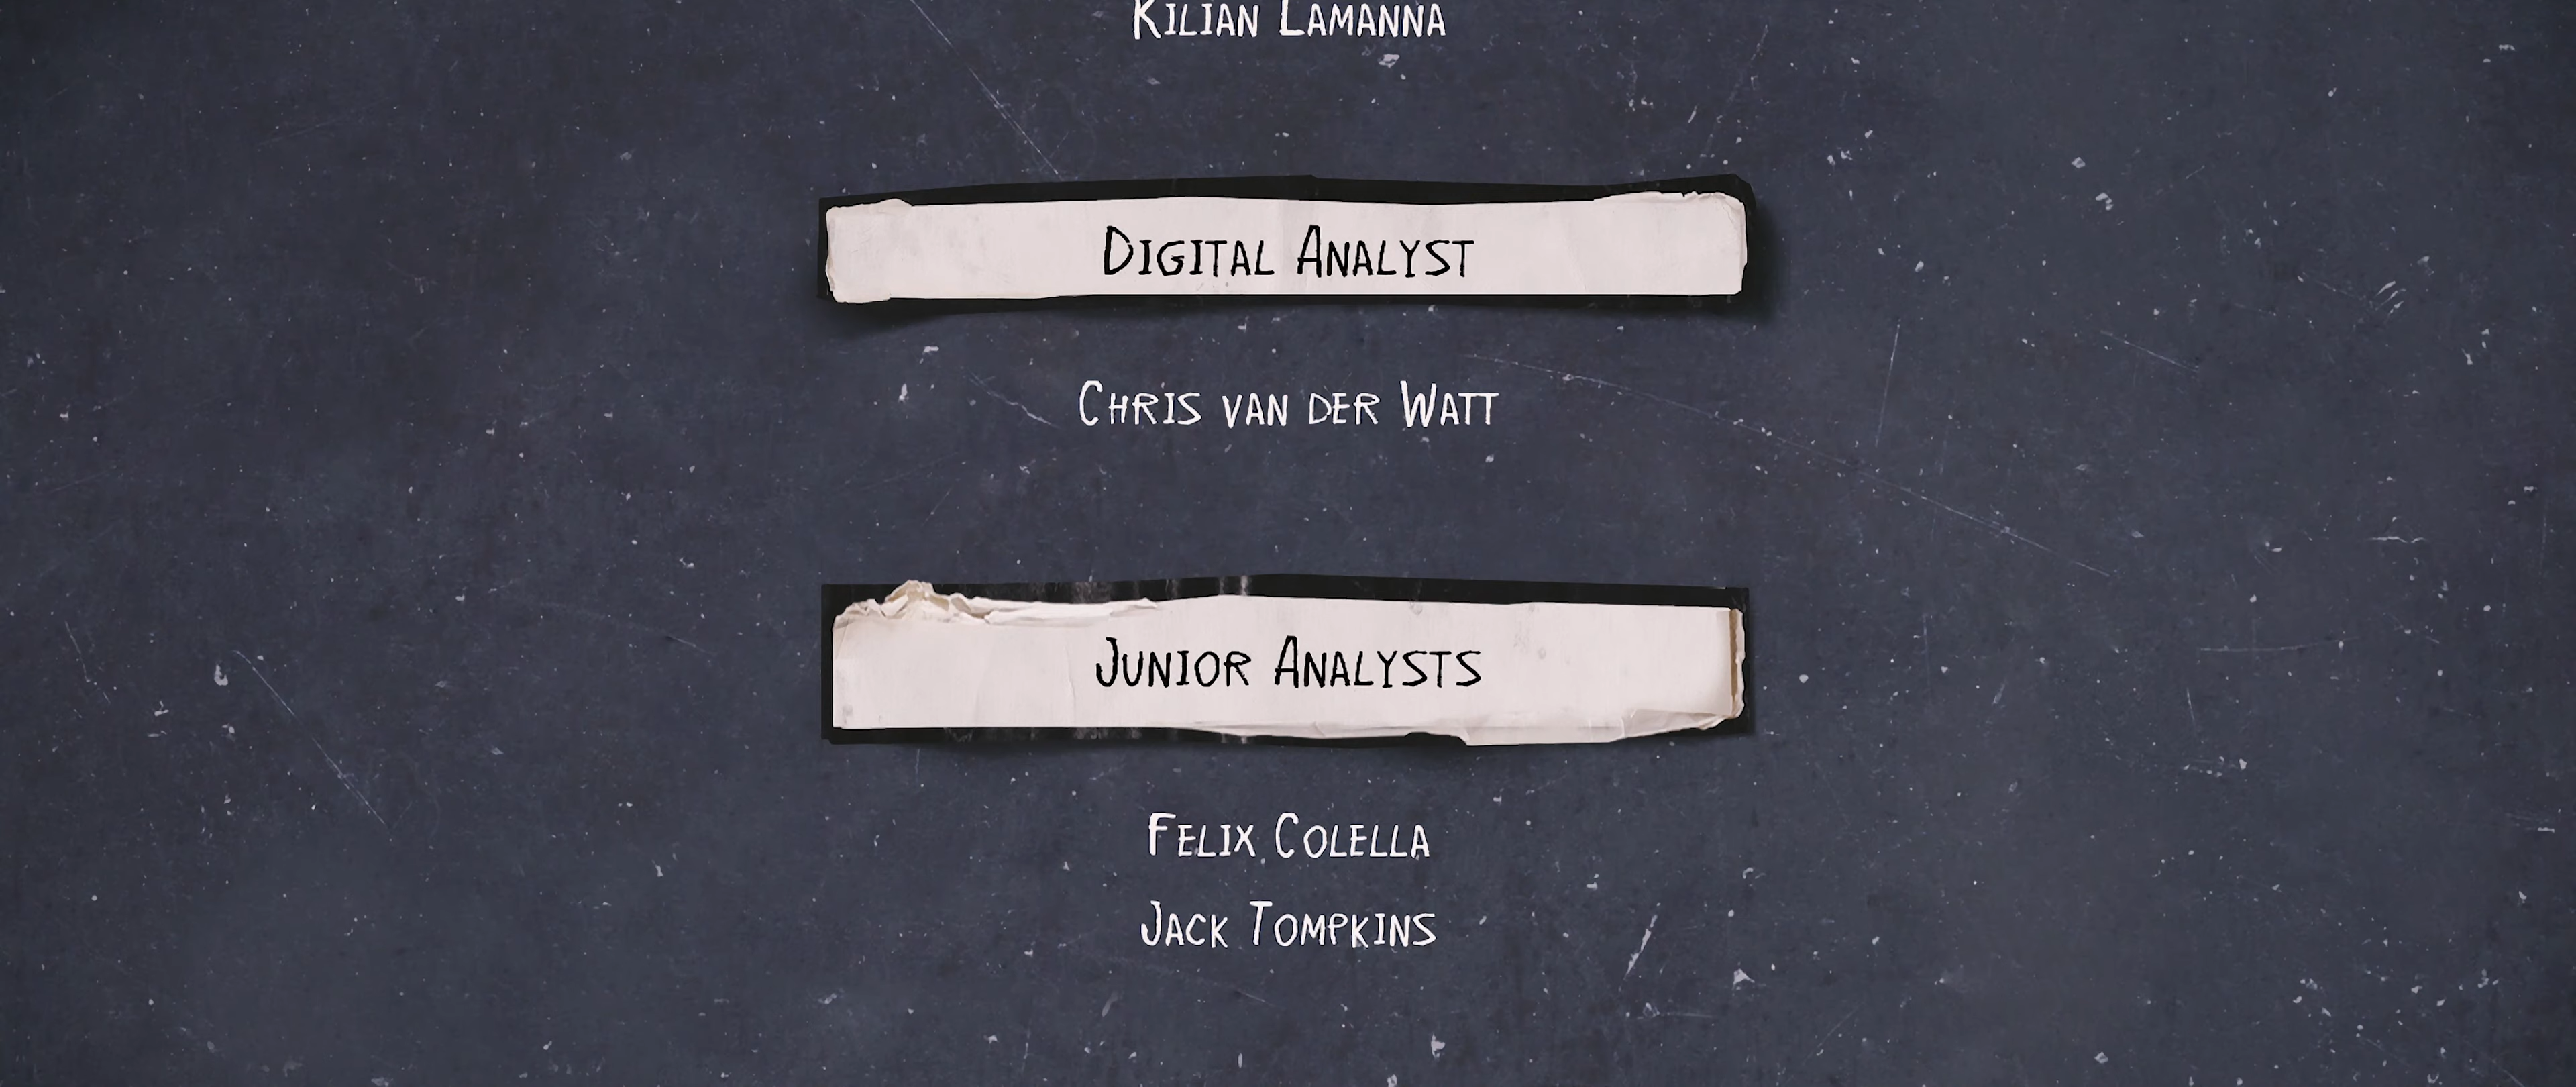 Kilian Lamanna
Digital Analyst
Chris van der Watt
Junior Analysts
Felix Colella
Jack Tompkins